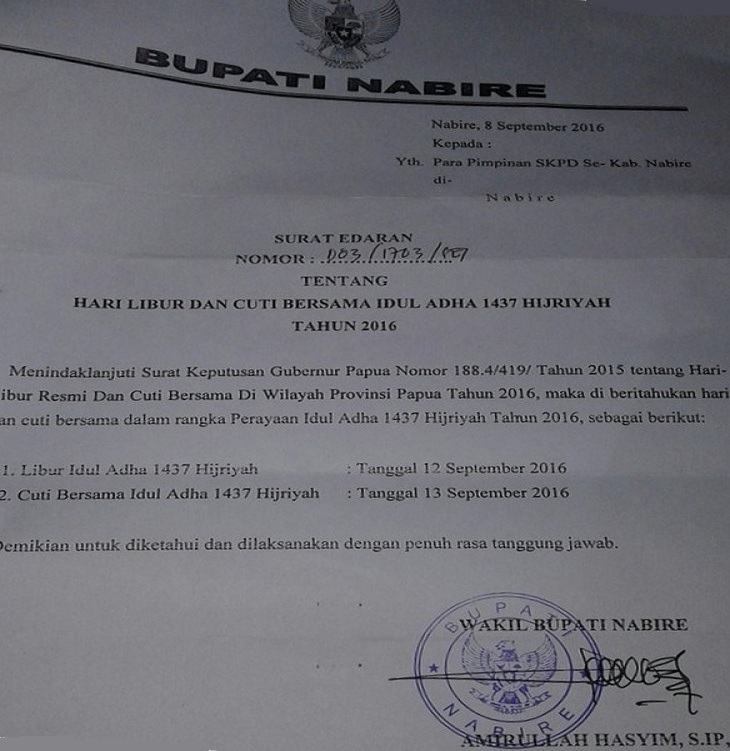 BUPATI NABIRE
Nabire, 8 September 2016
Kepada :
Yth. Para Pimpinan SKPD Se- Kab. Nabire
di-
Nabire
SURAT EDARAN
NOMOR : 003/1703/SET
TENTANG
HARI LIBUR DAN CUTI BERSAMA IDUL ADHA 1437 HIJRIYAH
TAHUN 2016
Menindaklanjuti Surat Keputusan Gubernur Papua Nomor 188.4/419/ Tahun 2015 tentang Hari-
ibur Resmi Dan Cuti Bersama Di Wilayah Provinsi Papua Tahun 2016, maka di beritahukan hari
an cuti bersama dalam rangka Perayaan Idul Adha 1437 Hijriyah Tahun 2016, sebagai berikut:
1. Libur Idul Adha 1437 Hijriyah : Tanggal 12 September 2016
2. Cuti Bersama Idul Adha 1437 Hijriyah : Tanggal 13 September 2016
Demikian untuk diketahui dan dilaksanakan dengan penuh rasa tanggung jawab.
WAKIL BUPATI NABIRE
BUPATI
NABIRE
AMIRULLAH HASYIM, S.IP,